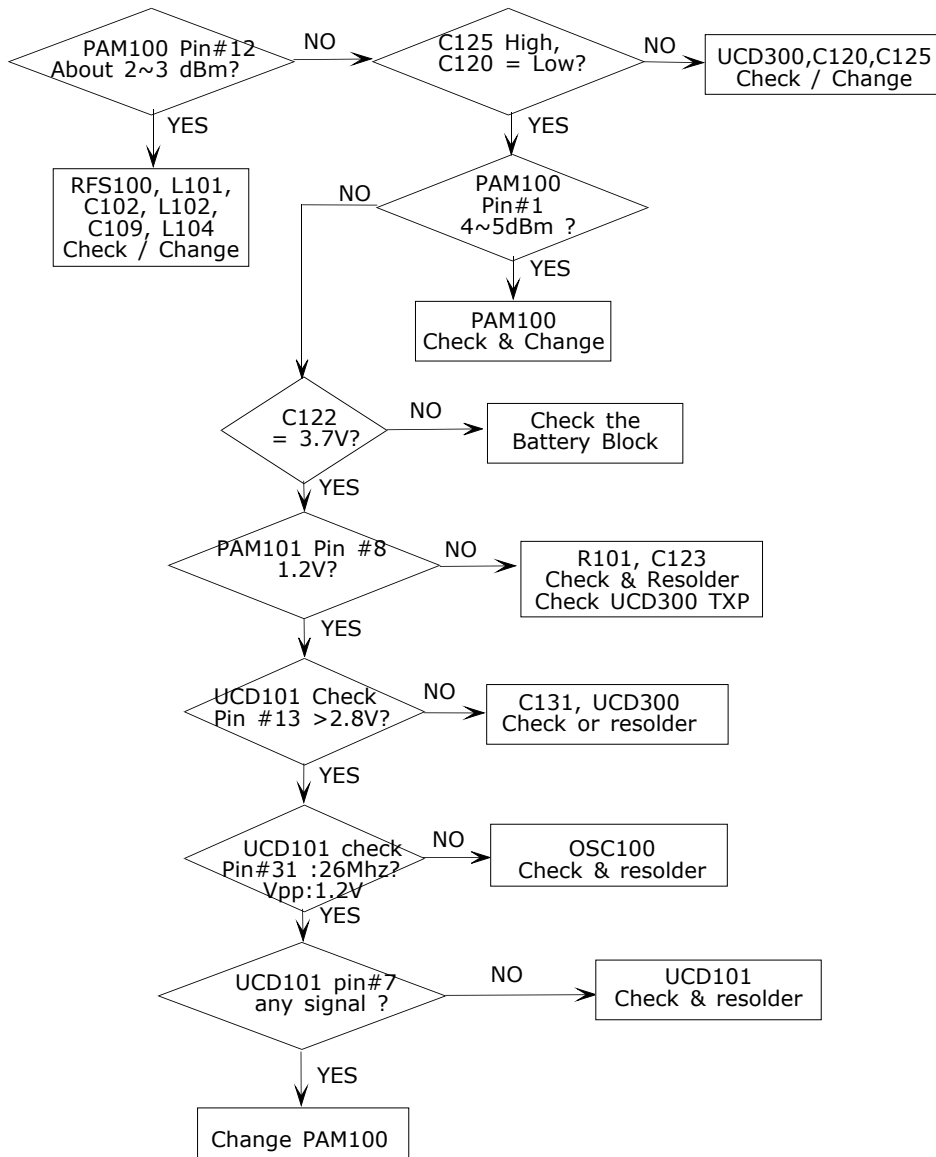 PAM100 Pin#12
About 2~3 dBm?
NO
C125 High,
C120 = Low?
NO
UCD300,C120,C125
Check / Change
YES
YES
RFS100, L101,
C102, L102,
C109, L104
Check / Change
NO
PAM100
Pin#1
4~5dBm ?
YES
PAM100
Check & Change
C122
= 3.7V?
NO
Check the
Battery Block
YES
PAM101 Pin #8
1.2V?
NO
R101, C123
Check & Resolder
Check UCD300 TXP
YES
UCD101 Check
Pin #13 >2.8V?
NO
C131, UCD300
Check or resolder
YES
UCD101 check
Pin#31 :26Mhz?
Vpp:1.2V
NO
OSC100
Check & resolder
YES
UCD101 pin#7
any signal ?
NO
UCD101
Check & resolder
YES
Change PAM100